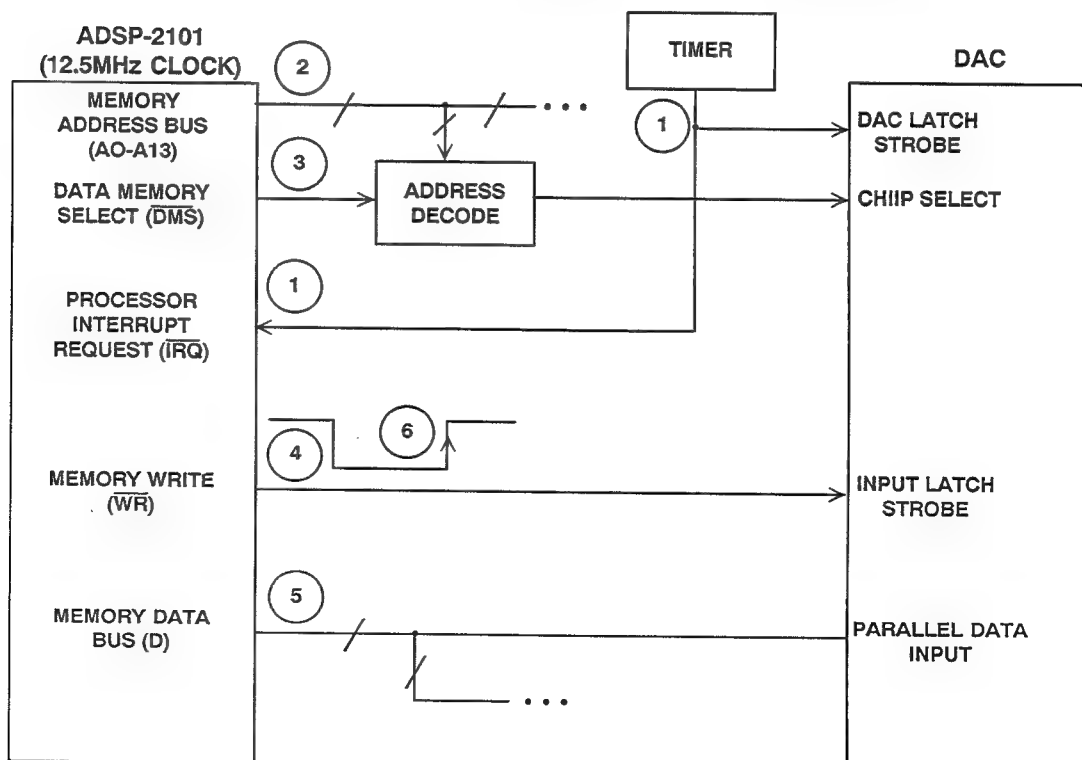 ADSP-2101
(12.5MHz CLOCK)
MEMORY
ADDRESS BUS
(AO-A13)
DATA MEMORY
SELECT (DMS)
PROCESSOR
INTERRUPT
REQUEST (IRQ)
MEMORY WRITE
(WR)
MEMORY DATA
BUS (D)
2
3
1
4
6
5
ADDRESS
DECODE
TIMER
1
DAC
DAC LATCH
STROBE
CHIIP SELECT
INPUT LATCH
STROBE
PARALLEL DATA
INPUT